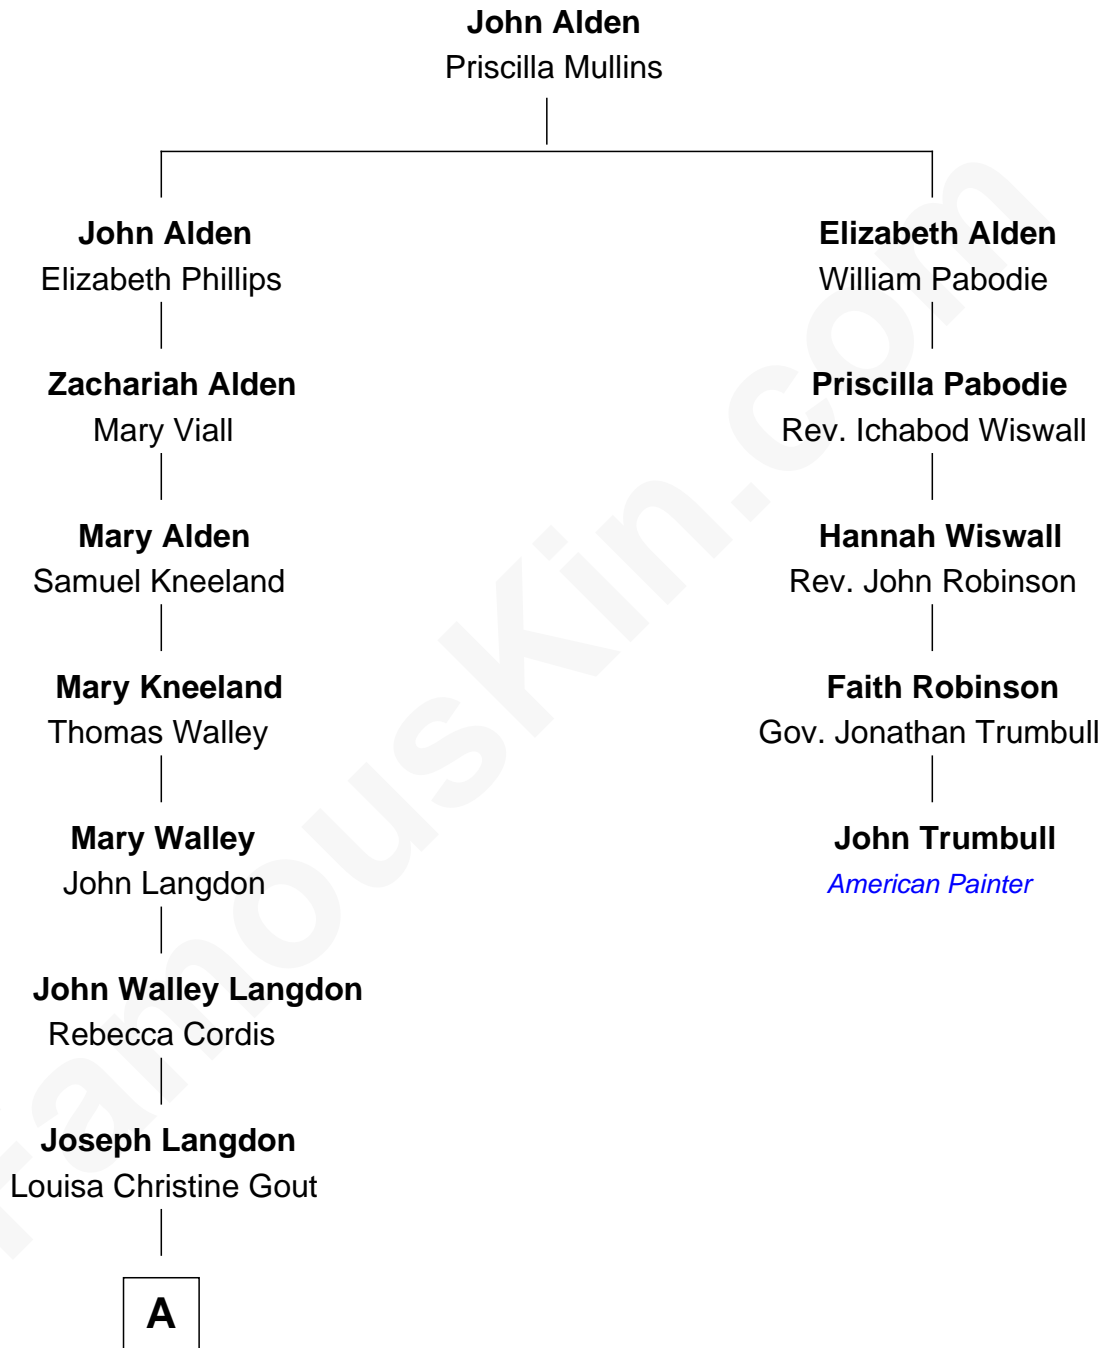 John Alden
Priscilla Mullins
John Alden
Elizabeth Phillips
Zachariah Alden
Mary Viall
Mary Alden
Samuel Kneeland
Mary Kneeland
Thomas Walley
Mary Walley
John Langdon
John Walley Langdon
Rebecca Cordis
Joseph Langdon
Louisa Christine Gout
A
Elizabeth Alden
William Pabodie
Priscilla Pabodie
Rev. Ichabod Wiswall
Hannah Wiswall
Rev. John Robinson
Faith Robinson
Gov. Jonathan Trumbull
John Trumbull
American Painter
FamousKin.com